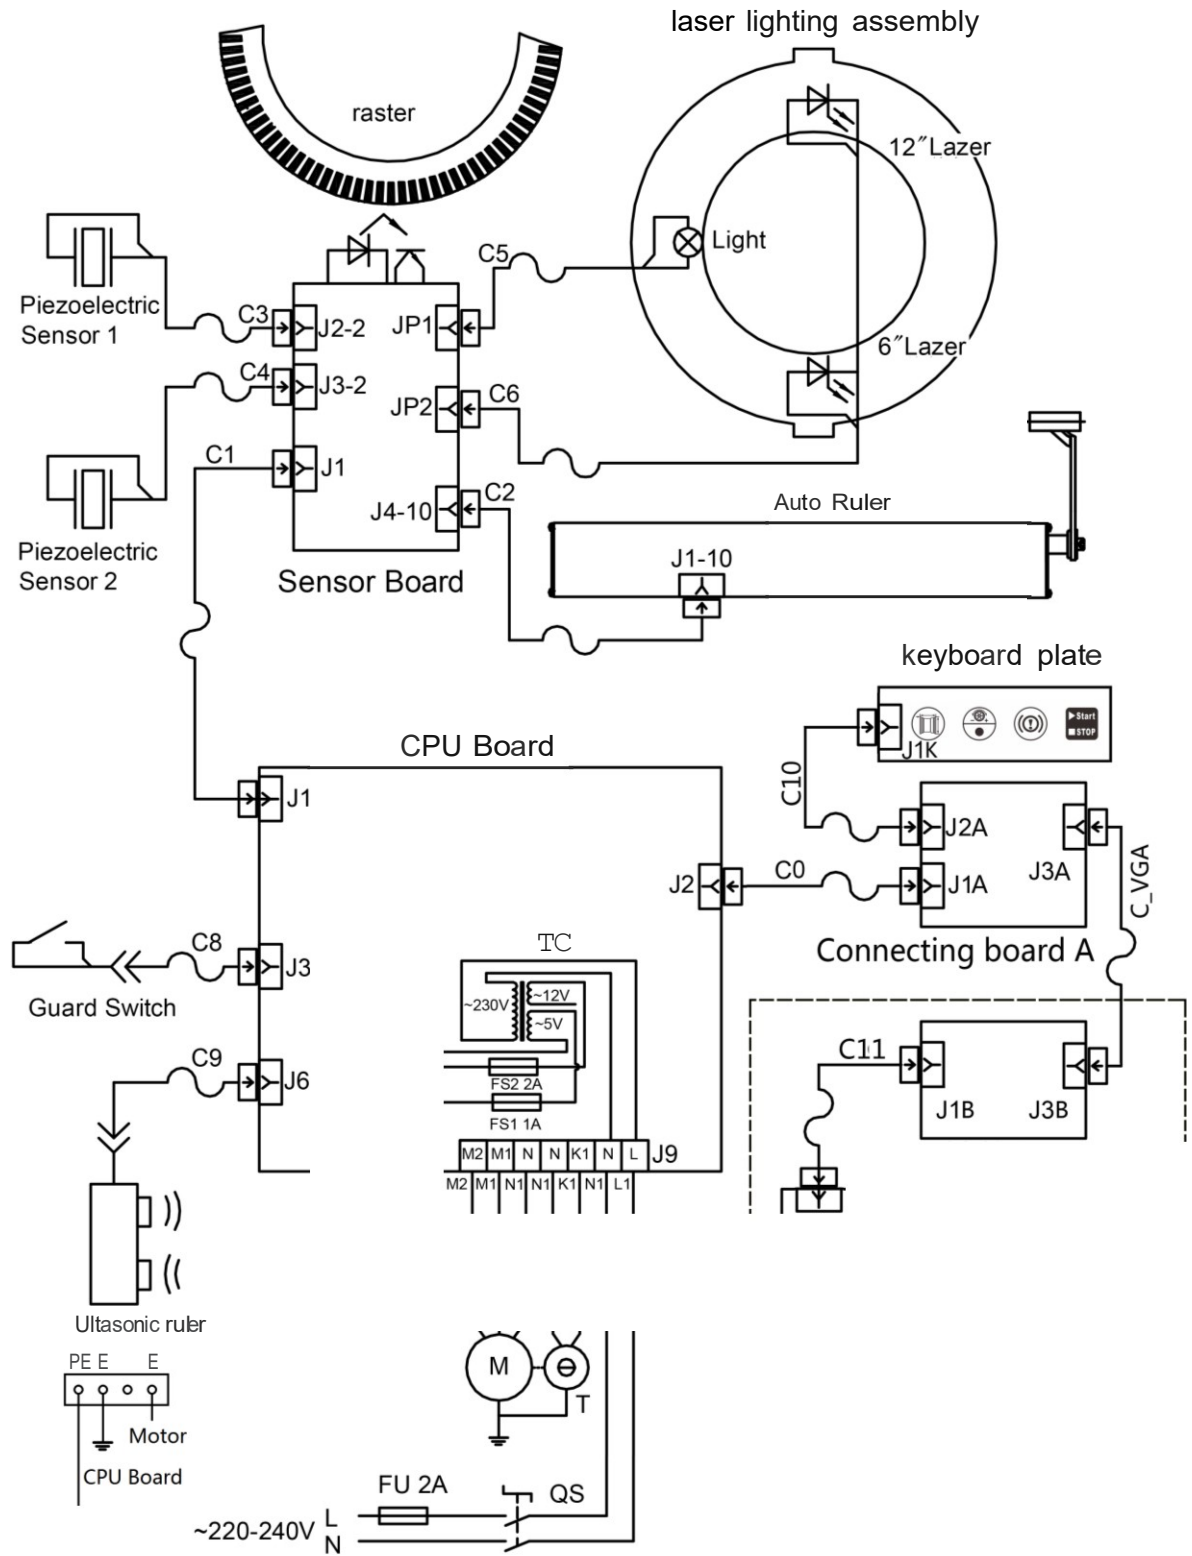 laser lighting assembly
raster
12″Lazer
Light
6″Lazer
Piezoelectric
Sensor 1
C3
J2-2
JP1
C5
C4
J3-2
JP2
C6
C1
J1
J4-10
C2
Piezoelectric
Sensor 2
Sensor Board
Auto Ruler
J1-10
keyboard plate
Start
STOP
J1K
C10
CPU Board
J1
J2A
J3A
J2
C0
J1A
C_VGA
Connecting board A
C8
J3
Guard Switch
TC
~230V
~12V
~5V
FS2 2A
FS1 1A
C9
J6
C11
J1B
J3B
M2 M1 N N K1 N L J9
M2 M1 N1 N1 K1 N1 L1
Ultasonic ruler
PE E E
Motor
CPU Board
M
T
FU 2A
QS
~220-240V
L
N